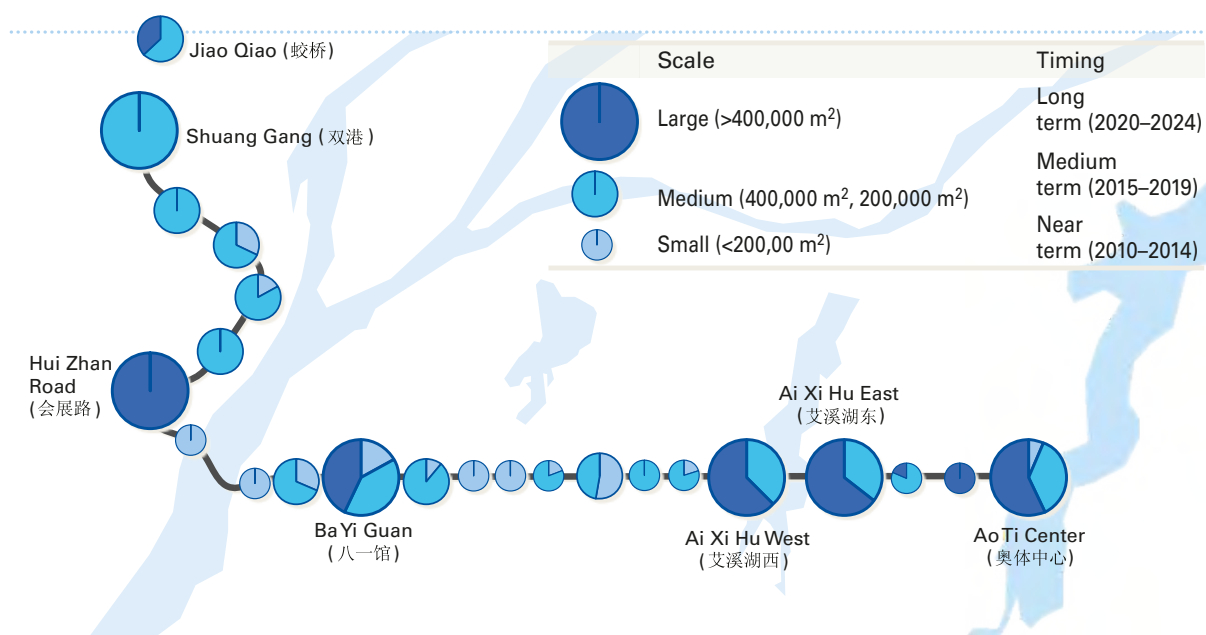 Jiao Qiao (蛟桥)
Scale Timing
Large (>400,000 m²)
Long
term (2020–2024)
Shuang Gang (双港)
Medium (400,000 m², 200,000 m²)
Medium
term (2015–2019)
Small (<200,00 m²)
Near
term (2010–2014)
Hui Zhan
Road
(会展路)
Ai Xi Hu East
(艾溪湖东)
Ba Yi Guan
(八一馆)
Ai Xi Hu West
(艾溪湖西)
Ao Ti Center
(奥体中心)